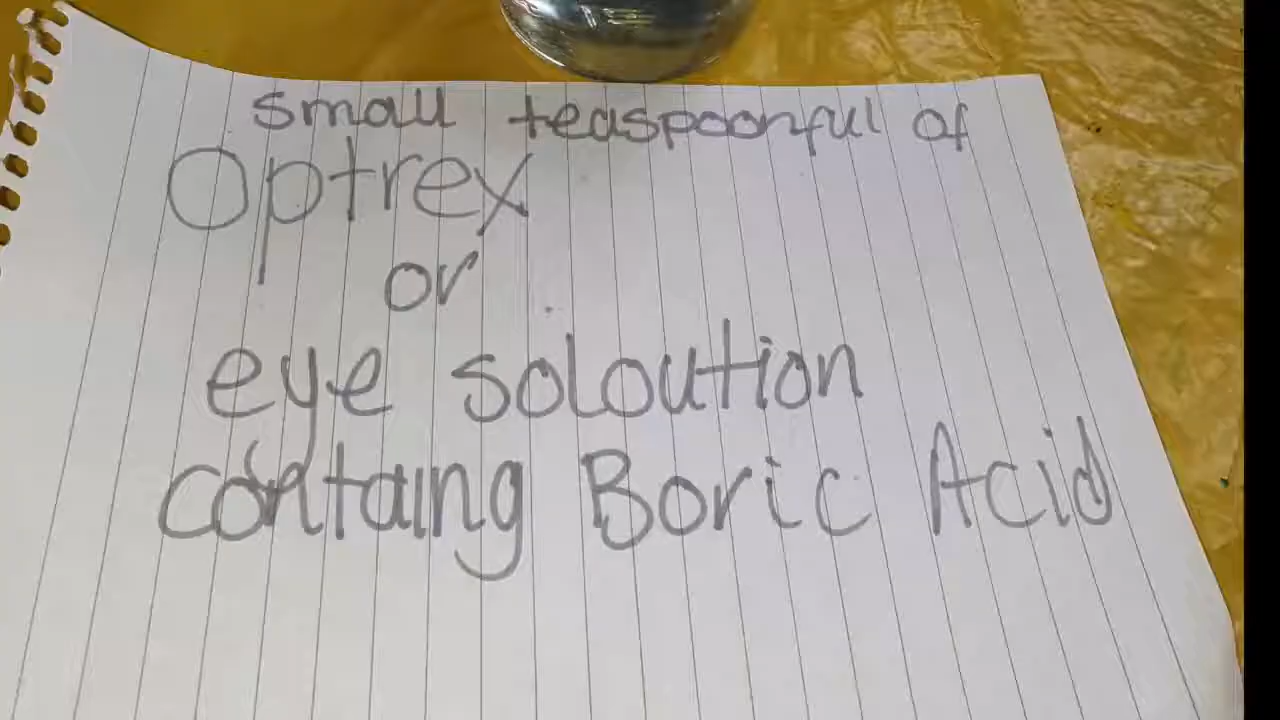 small teaspoonful of
Optrex
or
eye soloution
containg Boric Acid